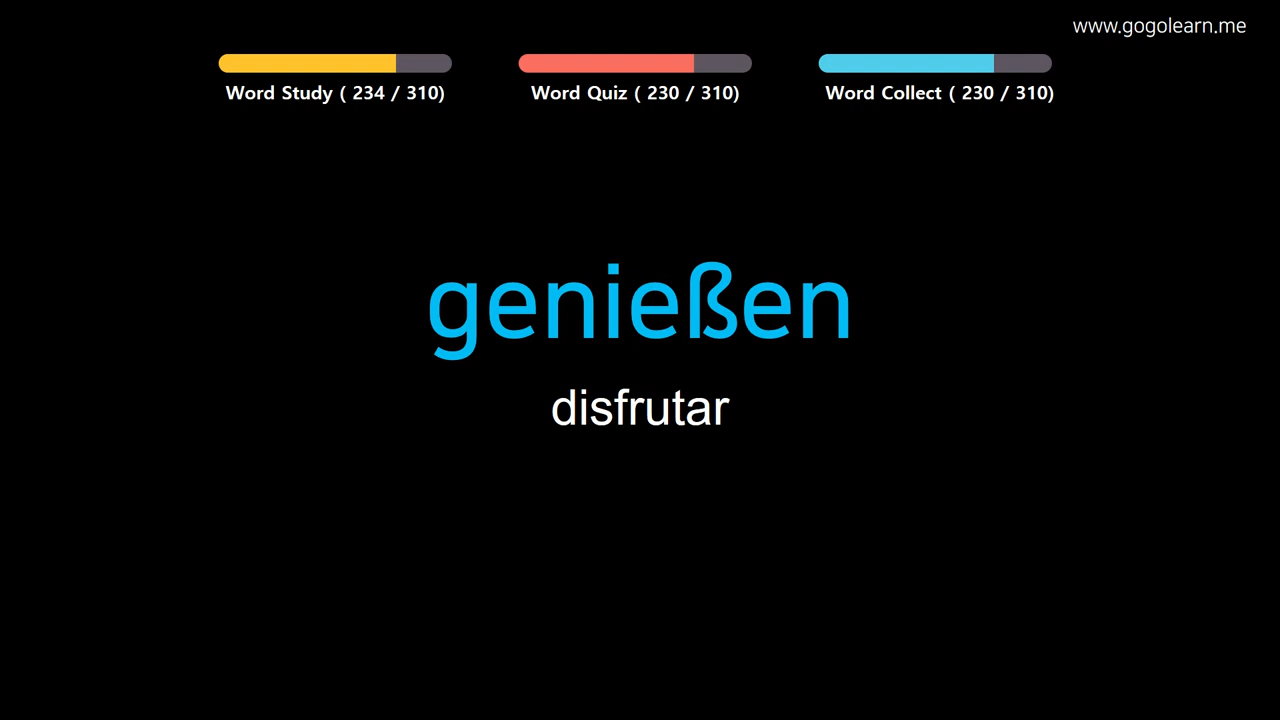 www.gogolearn.me
Word Study ( 234 / 310) Word Quiz ( 230 / 310) Word Collect ( 230 / 310)
genießen
disfrutar